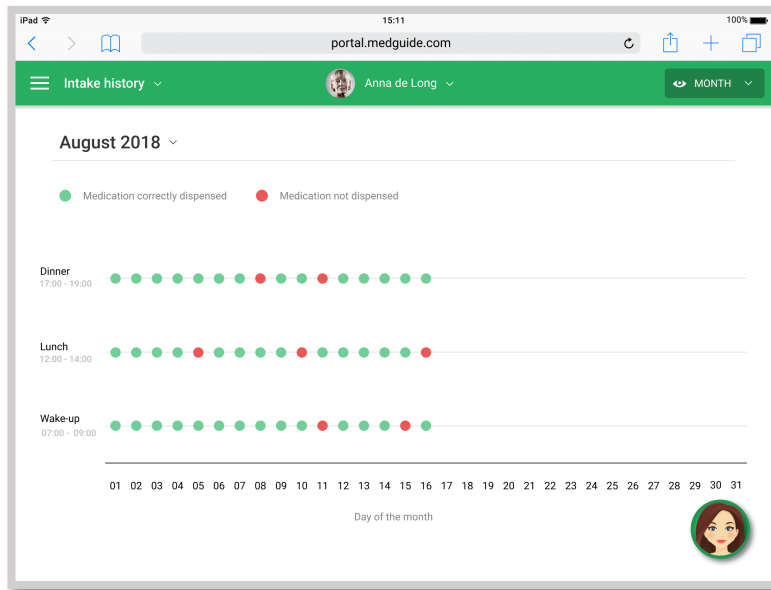 iPad 15:11 100%
portal.medguide.com
Intake history Anna de Long MONTH
August 2018
Medication correctly dispensed Medication not dispensed
Dinner
17:00 - 19:00
Lunch
12:00 - 14:00
Wake-up
07:00 - 09:00
01 02 03 04 05 06 07 08 09 10 11 12 13 14 15 16 17 18 19 20 21 22 23 24 25 26 27 28 29 30 31
Day of the month